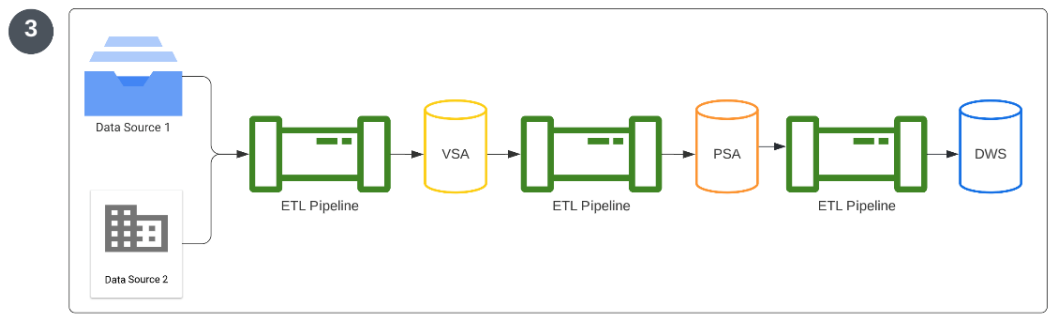 3
Data Source 1
Data Source 2
ETL Pipeline
VSA
ETL Pipeline
PSA
ETL Pipeline
DWS